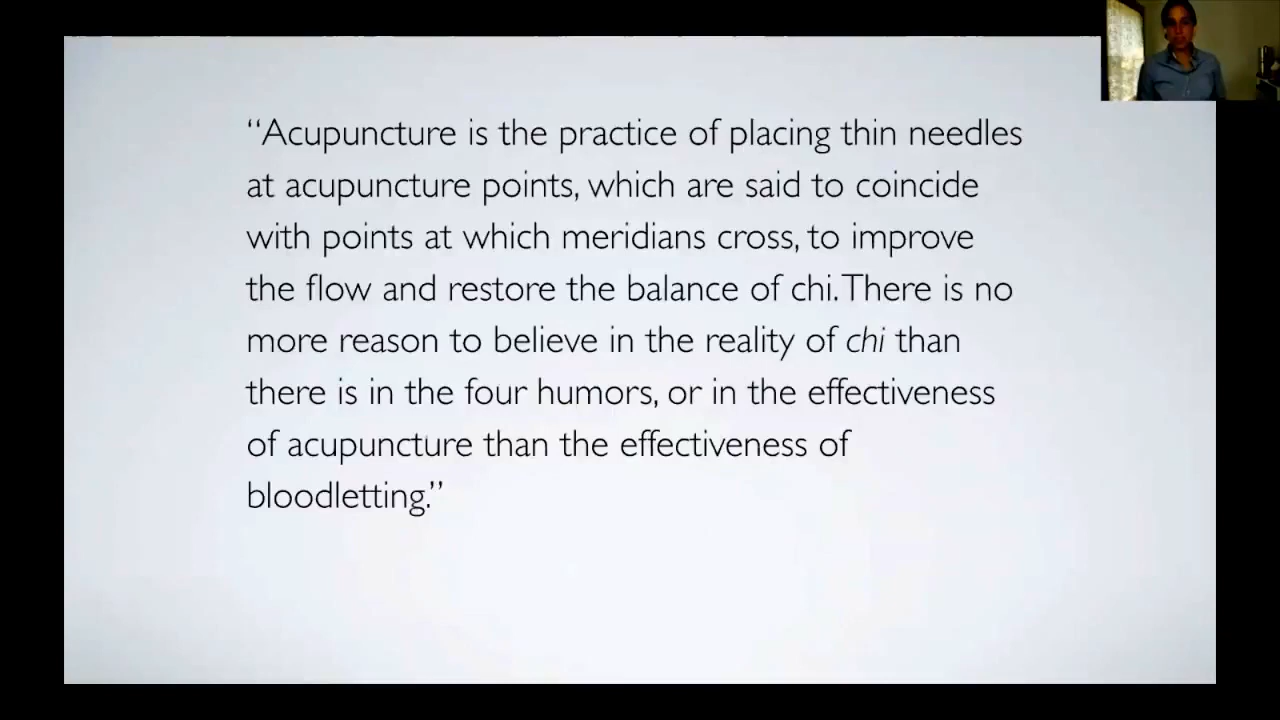 “Acupuncture is the practice of placing thin needles
at acupuncture points, which are said to coincide
with points at which meridians cross, to improve
the flow and restore the balance of chi. There is no
more reason to believe in the reality of chi than
there is in the four humors, or in the effectiveness
of acupuncture than the effectiveness of
bloodletting.”